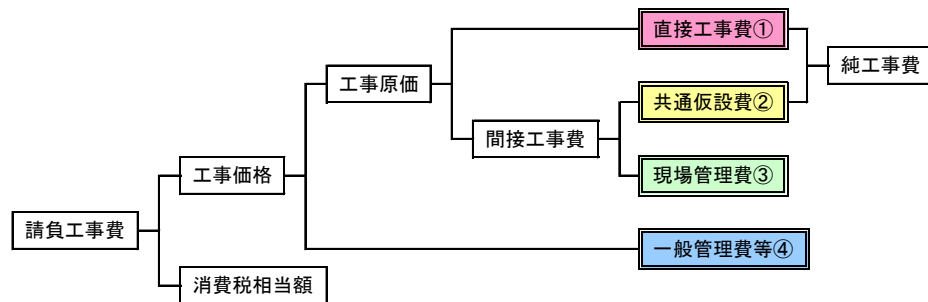 直接工事費①
純工事費
工事原価
共通仮設費②
間接工事費
工事価格
現場管理費③
請負工事費
一般管理費等④
消費税相当額